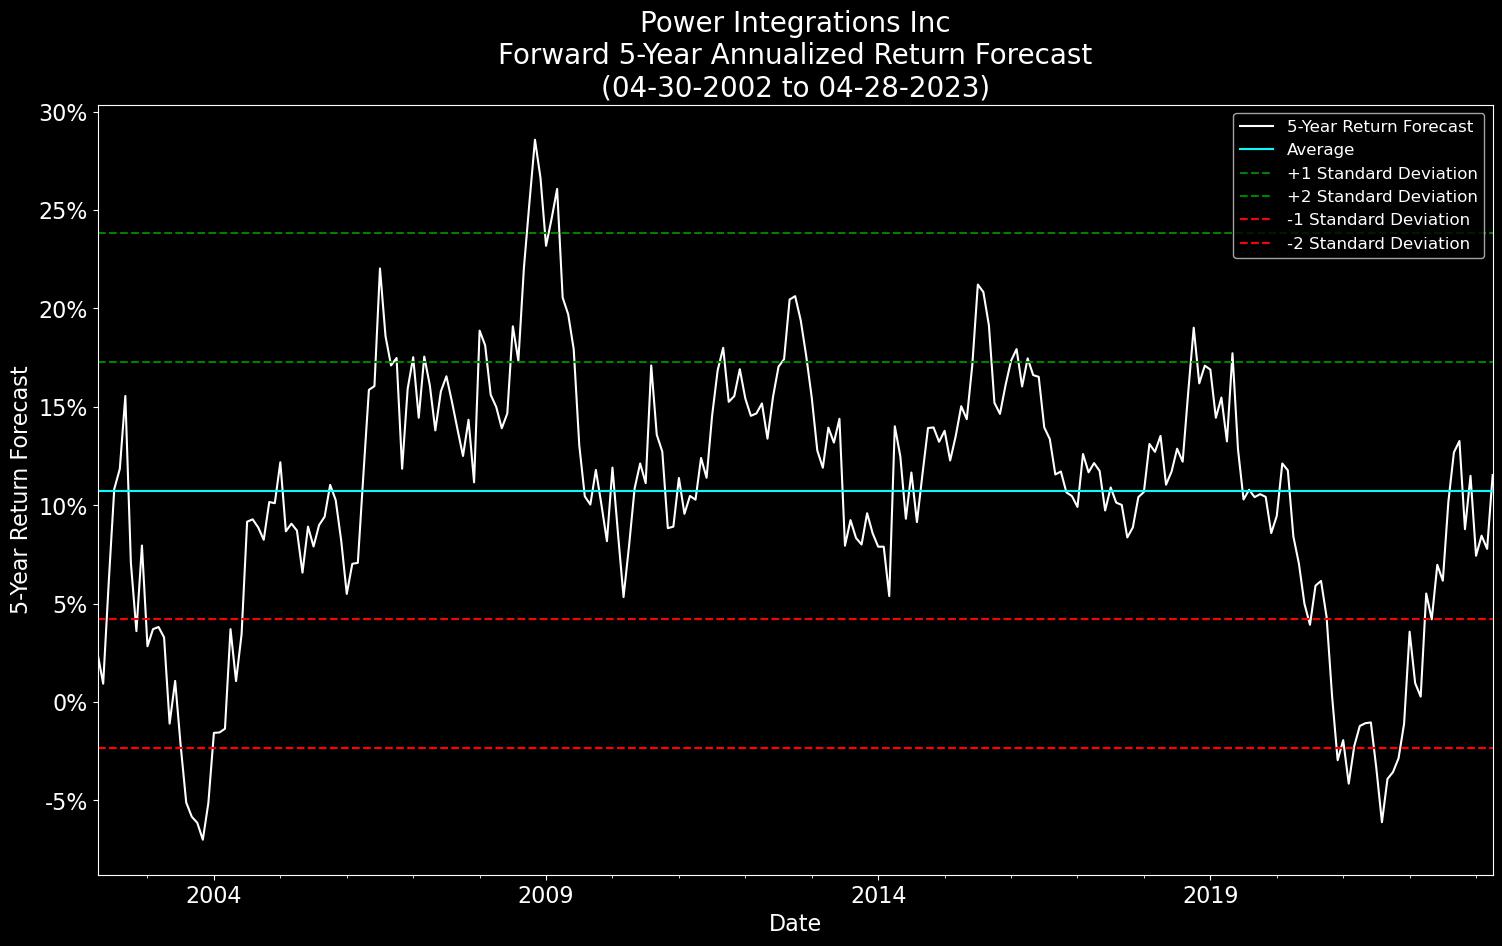 Power Integrations Inc
Forward 5-Year Annualized Return Forecast
(04-30-2002 to 04-28-2023)
30%
25%
20%
15%
10%
5%
0%
-5%
5-Year Return Forecast
5-Year Return Forecast
Average
+1 Standard Deviation
+2 Standard Deviation
-1 Standard Deviation
-2 Standard Deviation
2004
2009
2014
2019
Date